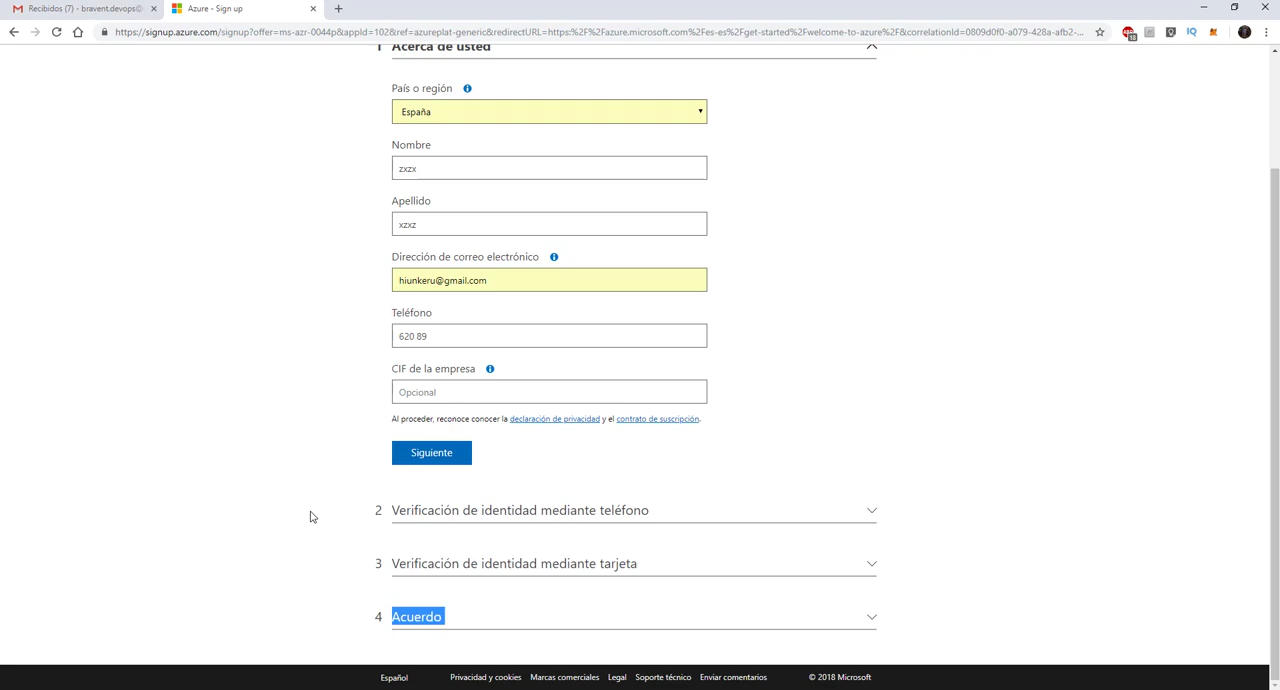 Recibidos (7) - bravent.devops@
Azure - Sign up
https://signup.azure.com/signup?offer=ms-azr-0044p&appId=102&ref=azureplat-generic&redirectURL=https:%2F%2Fazure.microsoft.com%2Fes-es%2Fget-started%2Fwelcome-to-azure%2F&correlationId=0809d0f0-a079-428a-afb2-...
1 Acerca de usted
País o región
España
Nombre
zxzx
Apellido
xzxz
Dirección de correo electrónico
hiunkeru@gmail.com
Teléfono
620 89
CIF de la empresa
Opcional
Al proceder, reconoce conocer la declaración de privacidad y el contrato de suscripción.
Siguiente
2 Verificación de identidad mediante teléfono
3 Verificación de identidad mediante tarjeta
4 Acuerdo
Español Privacidad y cookies Marcas comerciales Legal Soporte técnico Enviar comentarios © 2018 Microsoft